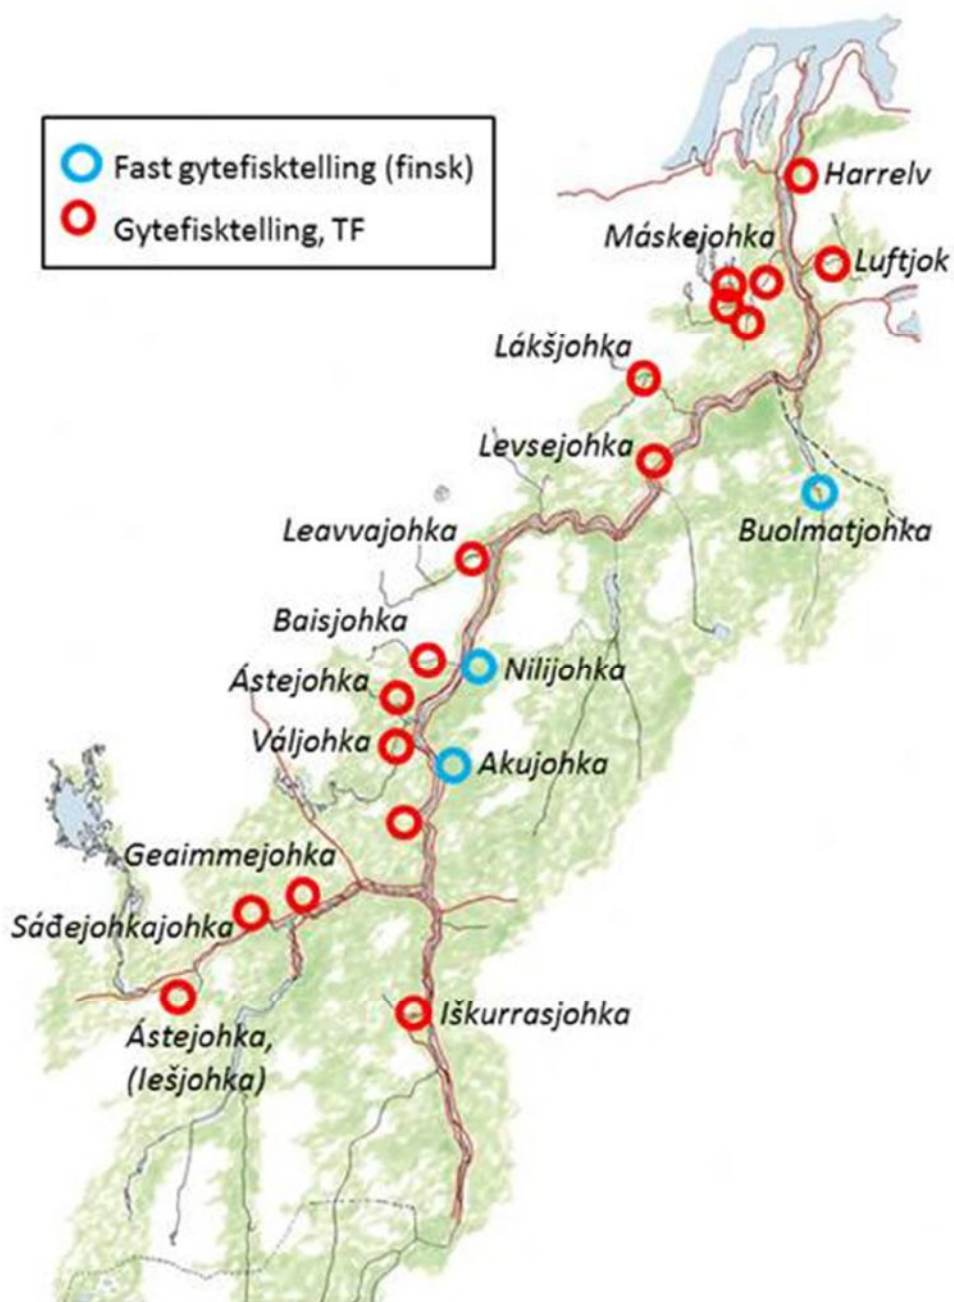 Fast gytefisktelling (finsk)
Gytefisktelling, TF
Harrelv
Máskejohka
Luftjok
Lákšjohka
Levsejohka
Buolmatjohka
Leavvajohka
Baisjohka
Nilijohka
Ástejohka
Váljohka
Akujohka
Geaimmejohka
Sáđejohkajohka
Iškurrasjohka
Ástejohka,
(Iešjohka)